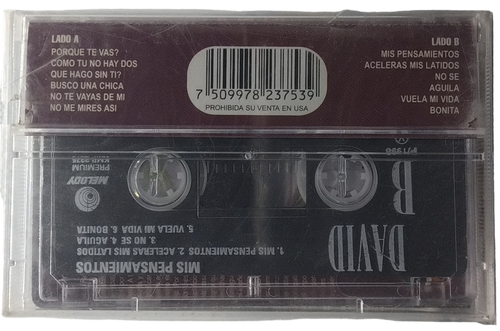 LADO A
PORQUE TE VAS?
COMO TU NO HAY DOS
QUE HAGO SIN TI?
BUSCO UNA CHICA
NO TE VAYAS DE MI
NO ME MIRES ASI
7 509978 237539
PROHIBIDA SU VENTA EN USA
LADO B
MIS PENSAMIENTOS
ACELERAS MIS LATIDOS
NO SE
AGUILA
VUELA MI VIDA
BONITA
DAVID
B
MIS PENSAMIENTOS
1. MIS PENSAMIENTOS 2. ACELERAS MIS LATIDOS
3. NO SE 4. AGUILA
5. VUELA MI VIDA 6. BONITA
MELODY
PREMIUM